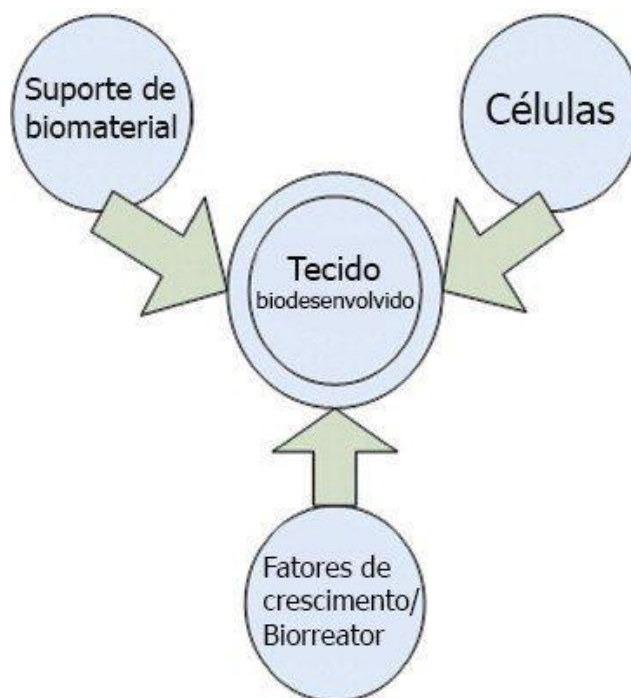 Suporte de
biomaterial
Células
Tecido
biodesenvolvido
Fatores de
crescimento/
Biorreator